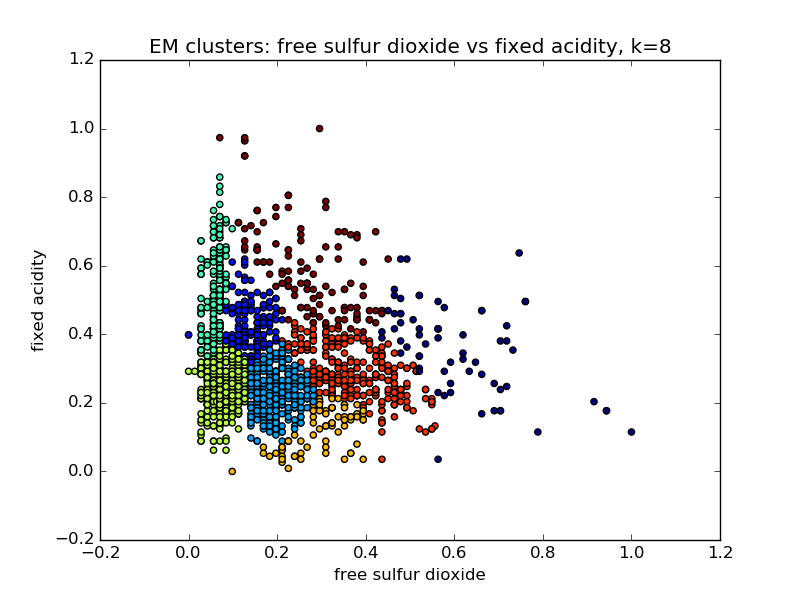 EM clusters: free sulfur dioxide vs fixed acidity, k=8
1.2
1.0
0.8
0.6
0.4
0.2
0.0
−0.2
fixed acidity
−0.2 0.0 0.2 0.4 0.6 0.8 1.0 1.2
free sulfur dioxide